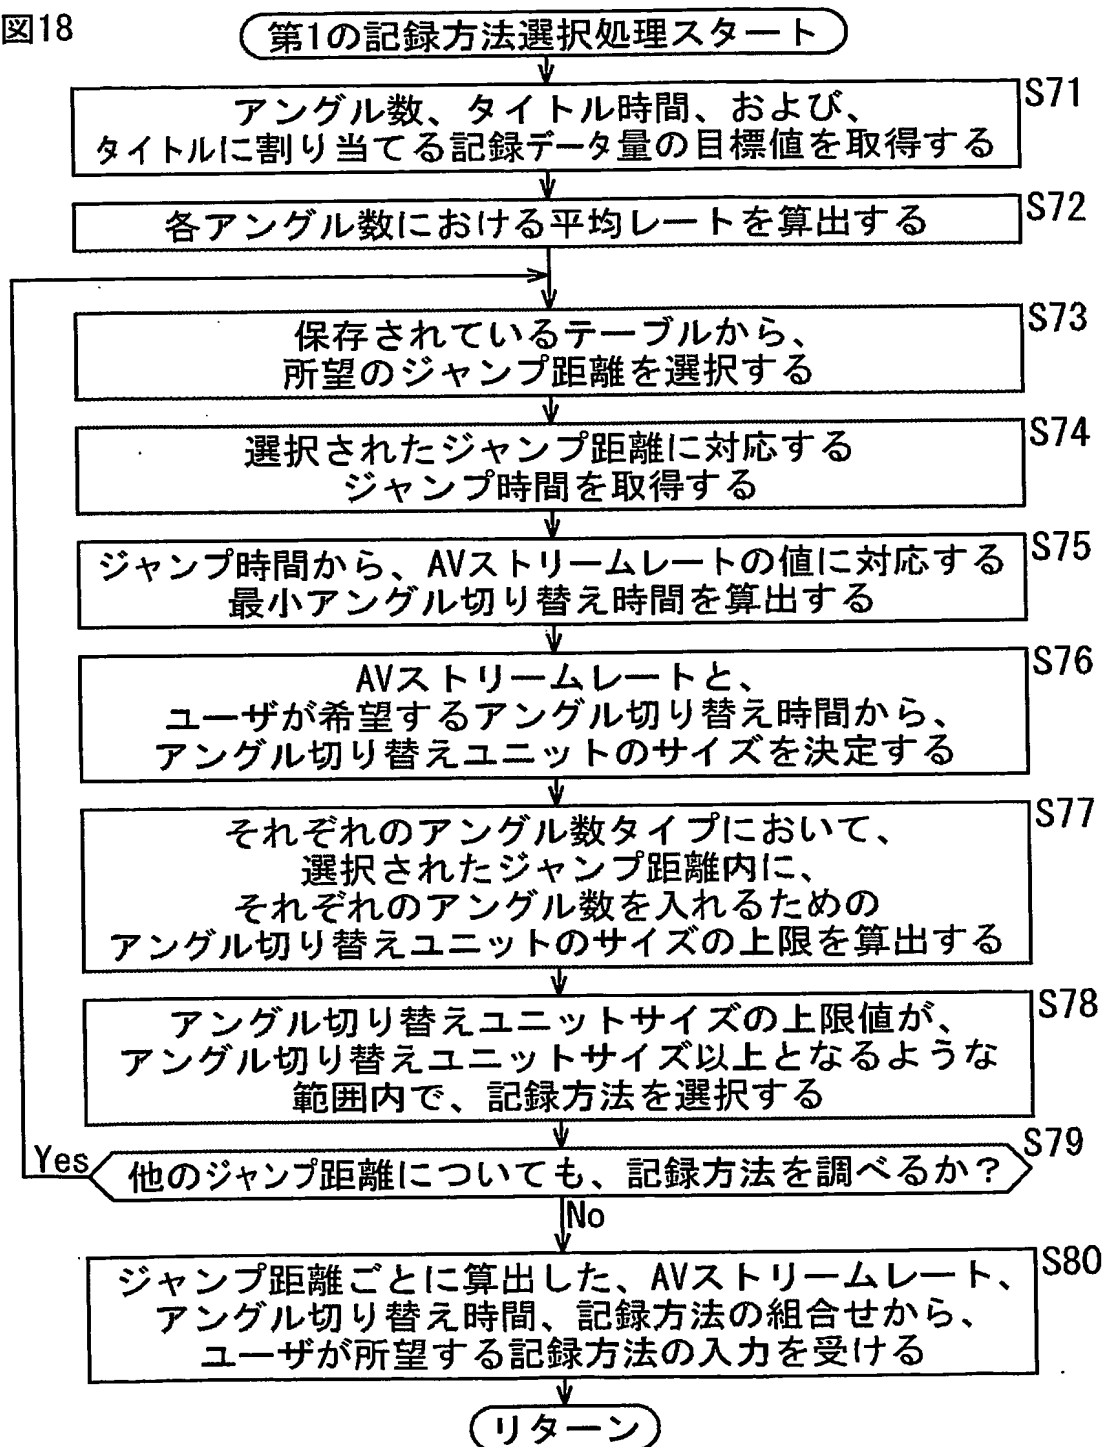 図18
第1の記録方法選択処理スタート
S71
アングル数、タイトル時間、および、
タイトルに割り当てる記録データ量の目標値を取得する
S72
各アングル数における平均レートを算出する
S73
保存されているテーブルから、
所望のジャンプ距離を選択する
S74
選択されたジャンプ距離に対応する
ジャンプ時間を取得する
S75
ジャンプ時間から、AVストリームレートの値に対応する
最小アングル切り替え時間を算出する
S76
AVストリームレートと、
ユーザが希望するアングル切り替え時間から、
アングル切り替えユニットのサイズを決定する
S77
それぞれのアングル数タイプにおいて、
選択されたジャンプ距離内に、
それぞれのアングル数を入れるための
アングル切り替えユニットのサイズの上限を算出する
S78
アングル切り替えユニットサイズの上限値が、
アングル切り替えユニットサイズ以上となるような
範囲内で、記録方法を選択する
S79
Yes
他のジャンプ距離についても、記録方法を調べるか?
No
S80
ジャンプ距離ごとに算出した、AVストリームレート、
アングル切り替え時間、記録方法の組合せから、
ユーザが所望する記録方法の入力を受ける
リターン